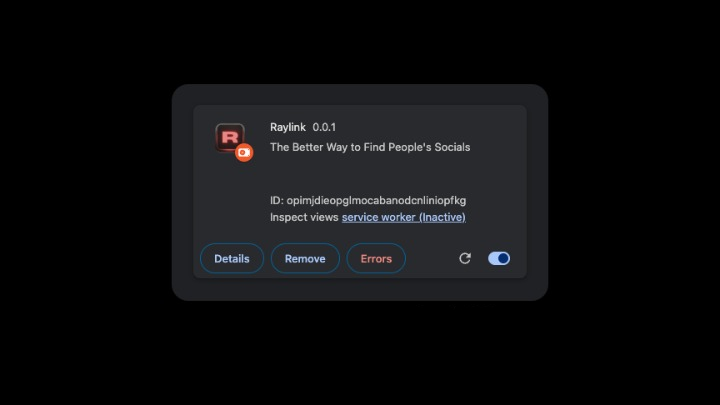 R
Raylink 0.0.1
The Better Way to Find People's Socials
ID: opimjdieopglmocabanodcnliniopfkg
Inspect views service worker (Inactive)
Details Remove Errors